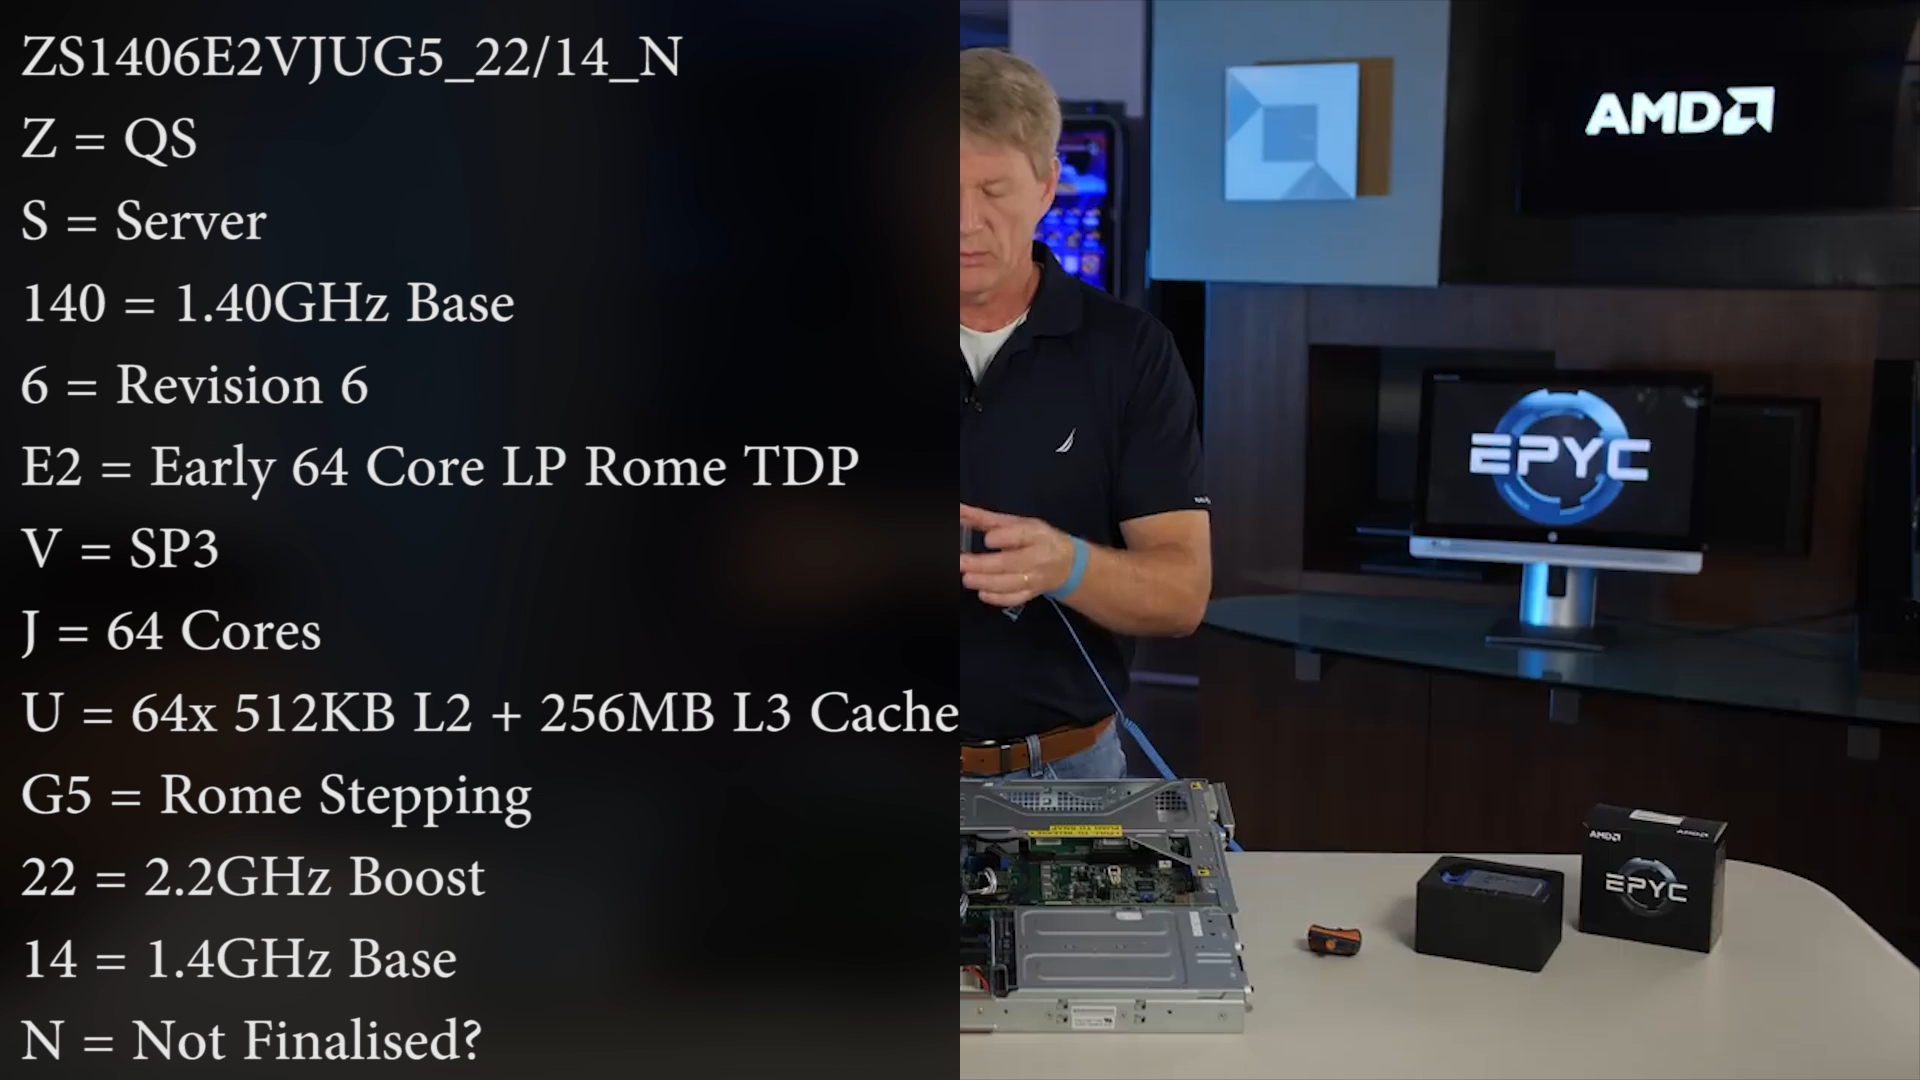 ZS1406E2VJUG5_22/14_N
Z = QS
S = Server
140 = 1.40GHz Base
6 = Revision 6
E2 = Early 64 Core LP Rome TDP
V = SP3
J = 64 Cores
U = 64x 512KB L2 + 256MB L3 Cache
G5 = Rome Stepping
22 = 2.2GHz Boost
14 = 1.4GHz Base
N = Not Finalised?
AMD
EPYC
AMD
AMD
EPYC